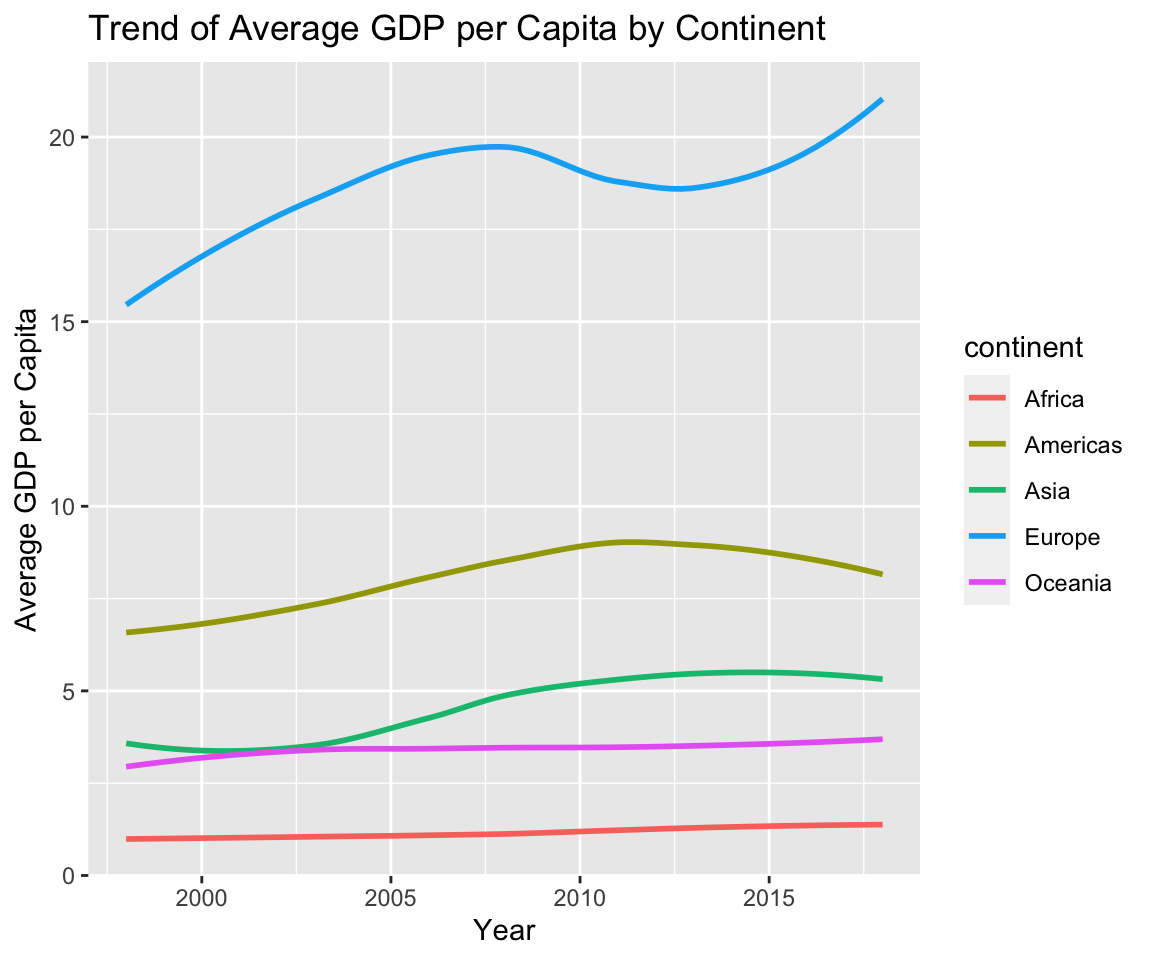 Trend of Average GDP per Capita by Continent
Average GDP per Capita
20
15
10
5
0
2000 2005 2010 2015
Year
continent
Africa
Americas
Asia
Europe
Oceania